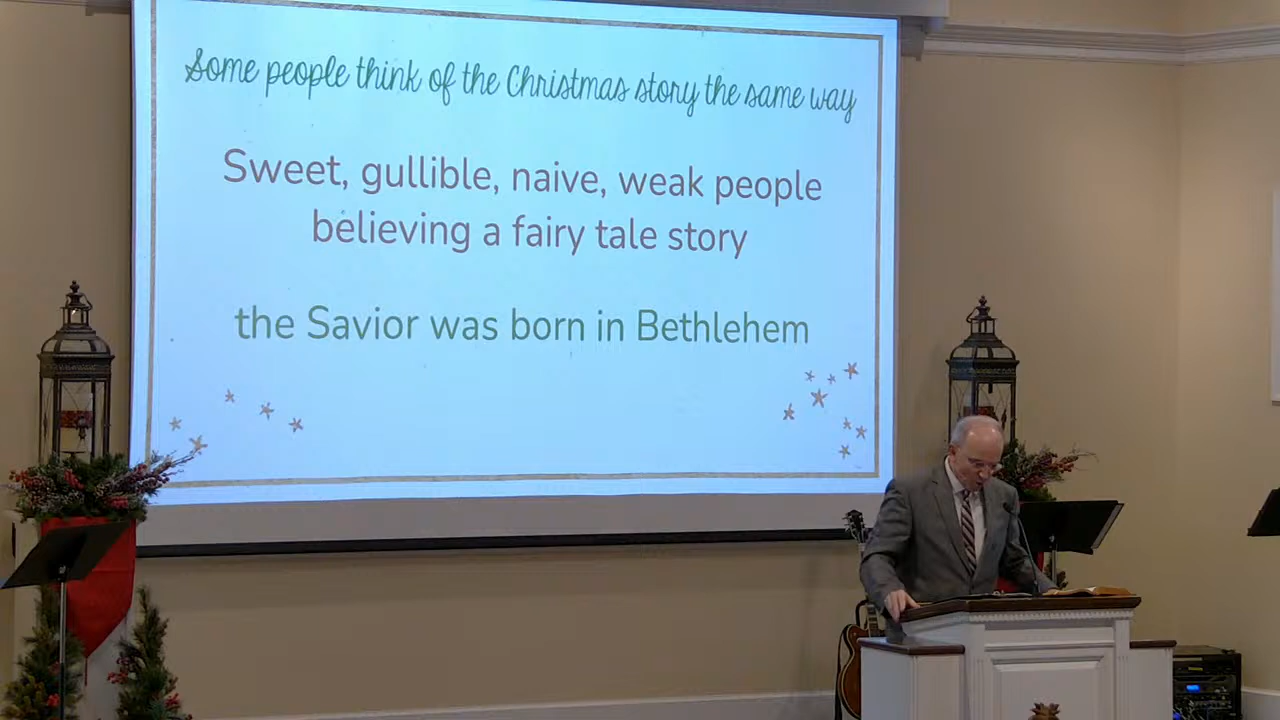 Some people think of the Christmas story the same way
Sweet, gullible, naive, weak people
believing a fairy tale story
the Savior was born in Bethlehem